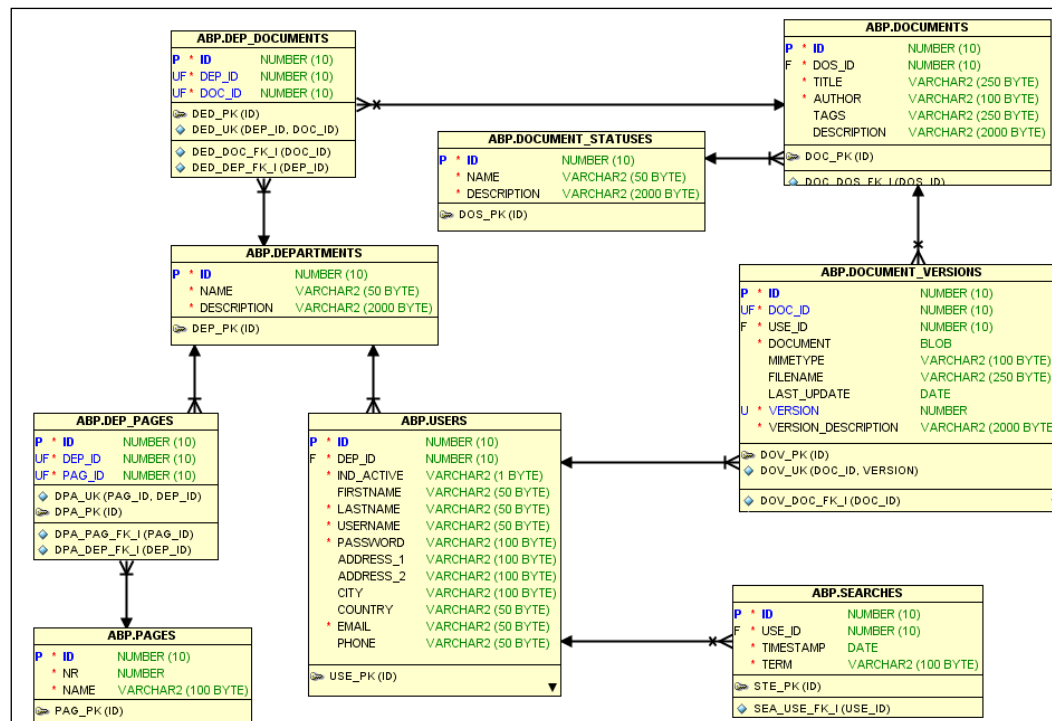 ABP.DEP_DOCUMENTS
P * ID NUMBER (10)
UF* DEP_ID NUMBER (10)
UF* DOC_ID NUMBER (10)
DED_PK (ID)
DED_UK (DEP_ID, DOC_ID)
DED_DOC_FK_I (DOC_ID)
DED_DEP_FK_I (DEP_ID)
ABP.DOCUMENTS
P * ID NUMBER (10)
F * DOS_ID NUMBER (10)
* TITLE VARCHAR2 (250 BYTE)
* AUTHOR VARCHAR2 (100 BYTE)
TAGS VARCHAR2 (250 BYTE)
DESCRIPTION VARCHAR2 (2000 BYTE)
DOC_PK (ID)
DOC_DOS_FK_I (DOS_ID)
ABP.DOCUMENT_STATUSES
P * ID NUMBER (10)
* NAME VARCHAR2 (50 BYTE)
* DESCRIPTION VARCHAR2 (2000 BYTE)
DOS_PK (ID)
ABP.DEPARTMENTS
P * ID NUMBER (10)
* NAME VARCHAR2 (50 BYTE)
* DESCRIPTION VARCHAR2 (2000 BYTE)
DEP_PK (ID)
ABP.DOCUMENT_VERSIONS
P * ID NUMBER (10)
UF* DOC_ID NUMBER (10)
F * USE_ID NUMBER (10)
* DOCUMENT BLOB
MIMETYPE VARCHAR2 (100 BYTE)
FILENAME VARCHAR2 (250 BYTE)
LAST_UPDATE DATE
U * VERSION NUMBER
* VERSION_DESCRIPTION VARCHAR2 (2000 BYTE)
DOV_PK (ID)
DOV_UK (DOC_ID, VERSION)
DOV_DOC_FK_I (DOC_ID)
ABP.DEP_PAGES
P * ID NUMBER (10)
UF* DEP_ID NUMBER (10)
UF* PAG_ID NUMBER (10)
DPA_UK (PAG_ID, DEP_ID)
DPA_PK (ID)
DPA_PAG_FK_I (PAG_ID)
DPA_DEP_FK_I (DEP_ID)
ABP.USERS
P * ID NUMBER (10)
F * DEP_ID NUMBER (10)
* IND_ACTIVE VARCHAR2 (1 BYTE)
FIRSTNAME VARCHAR2 (50 BYTE)
* LASTNAME VARCHAR2 (50 BYTE)
* USERNAME VARCHAR2 (50 BYTE)
* PASSWORD VARCHAR2 (100 BYTE)
ADDRESS_1 VARCHAR2 (100 BYTE)
ADDRESS_2 VARCHAR2 (100 BYTE)
CITY VARCHAR2 (100 BYTE)
COUNTRY VARCHAR2 (50 BYTE)
* EMAIL VARCHAR2 (50 BYTE)
PHONE VARCHAR2 (50 BYTE)
USE_PK (ID)
ABP.SEARCHES
P * ID NUMBER (10)
F * USE_ID NUMBER (10)
* TIMESTAMP DATE
* TERM VARCHAR2 (100 BYTE)
STE_PK (ID)
SEA_USE_FK_I (USE_ID)
ABP.PAGES
P * ID NUMBER (10)
* NR NUMBER
* NAME VARCHAR2 (100 BYTE)
PAG_PK (ID)